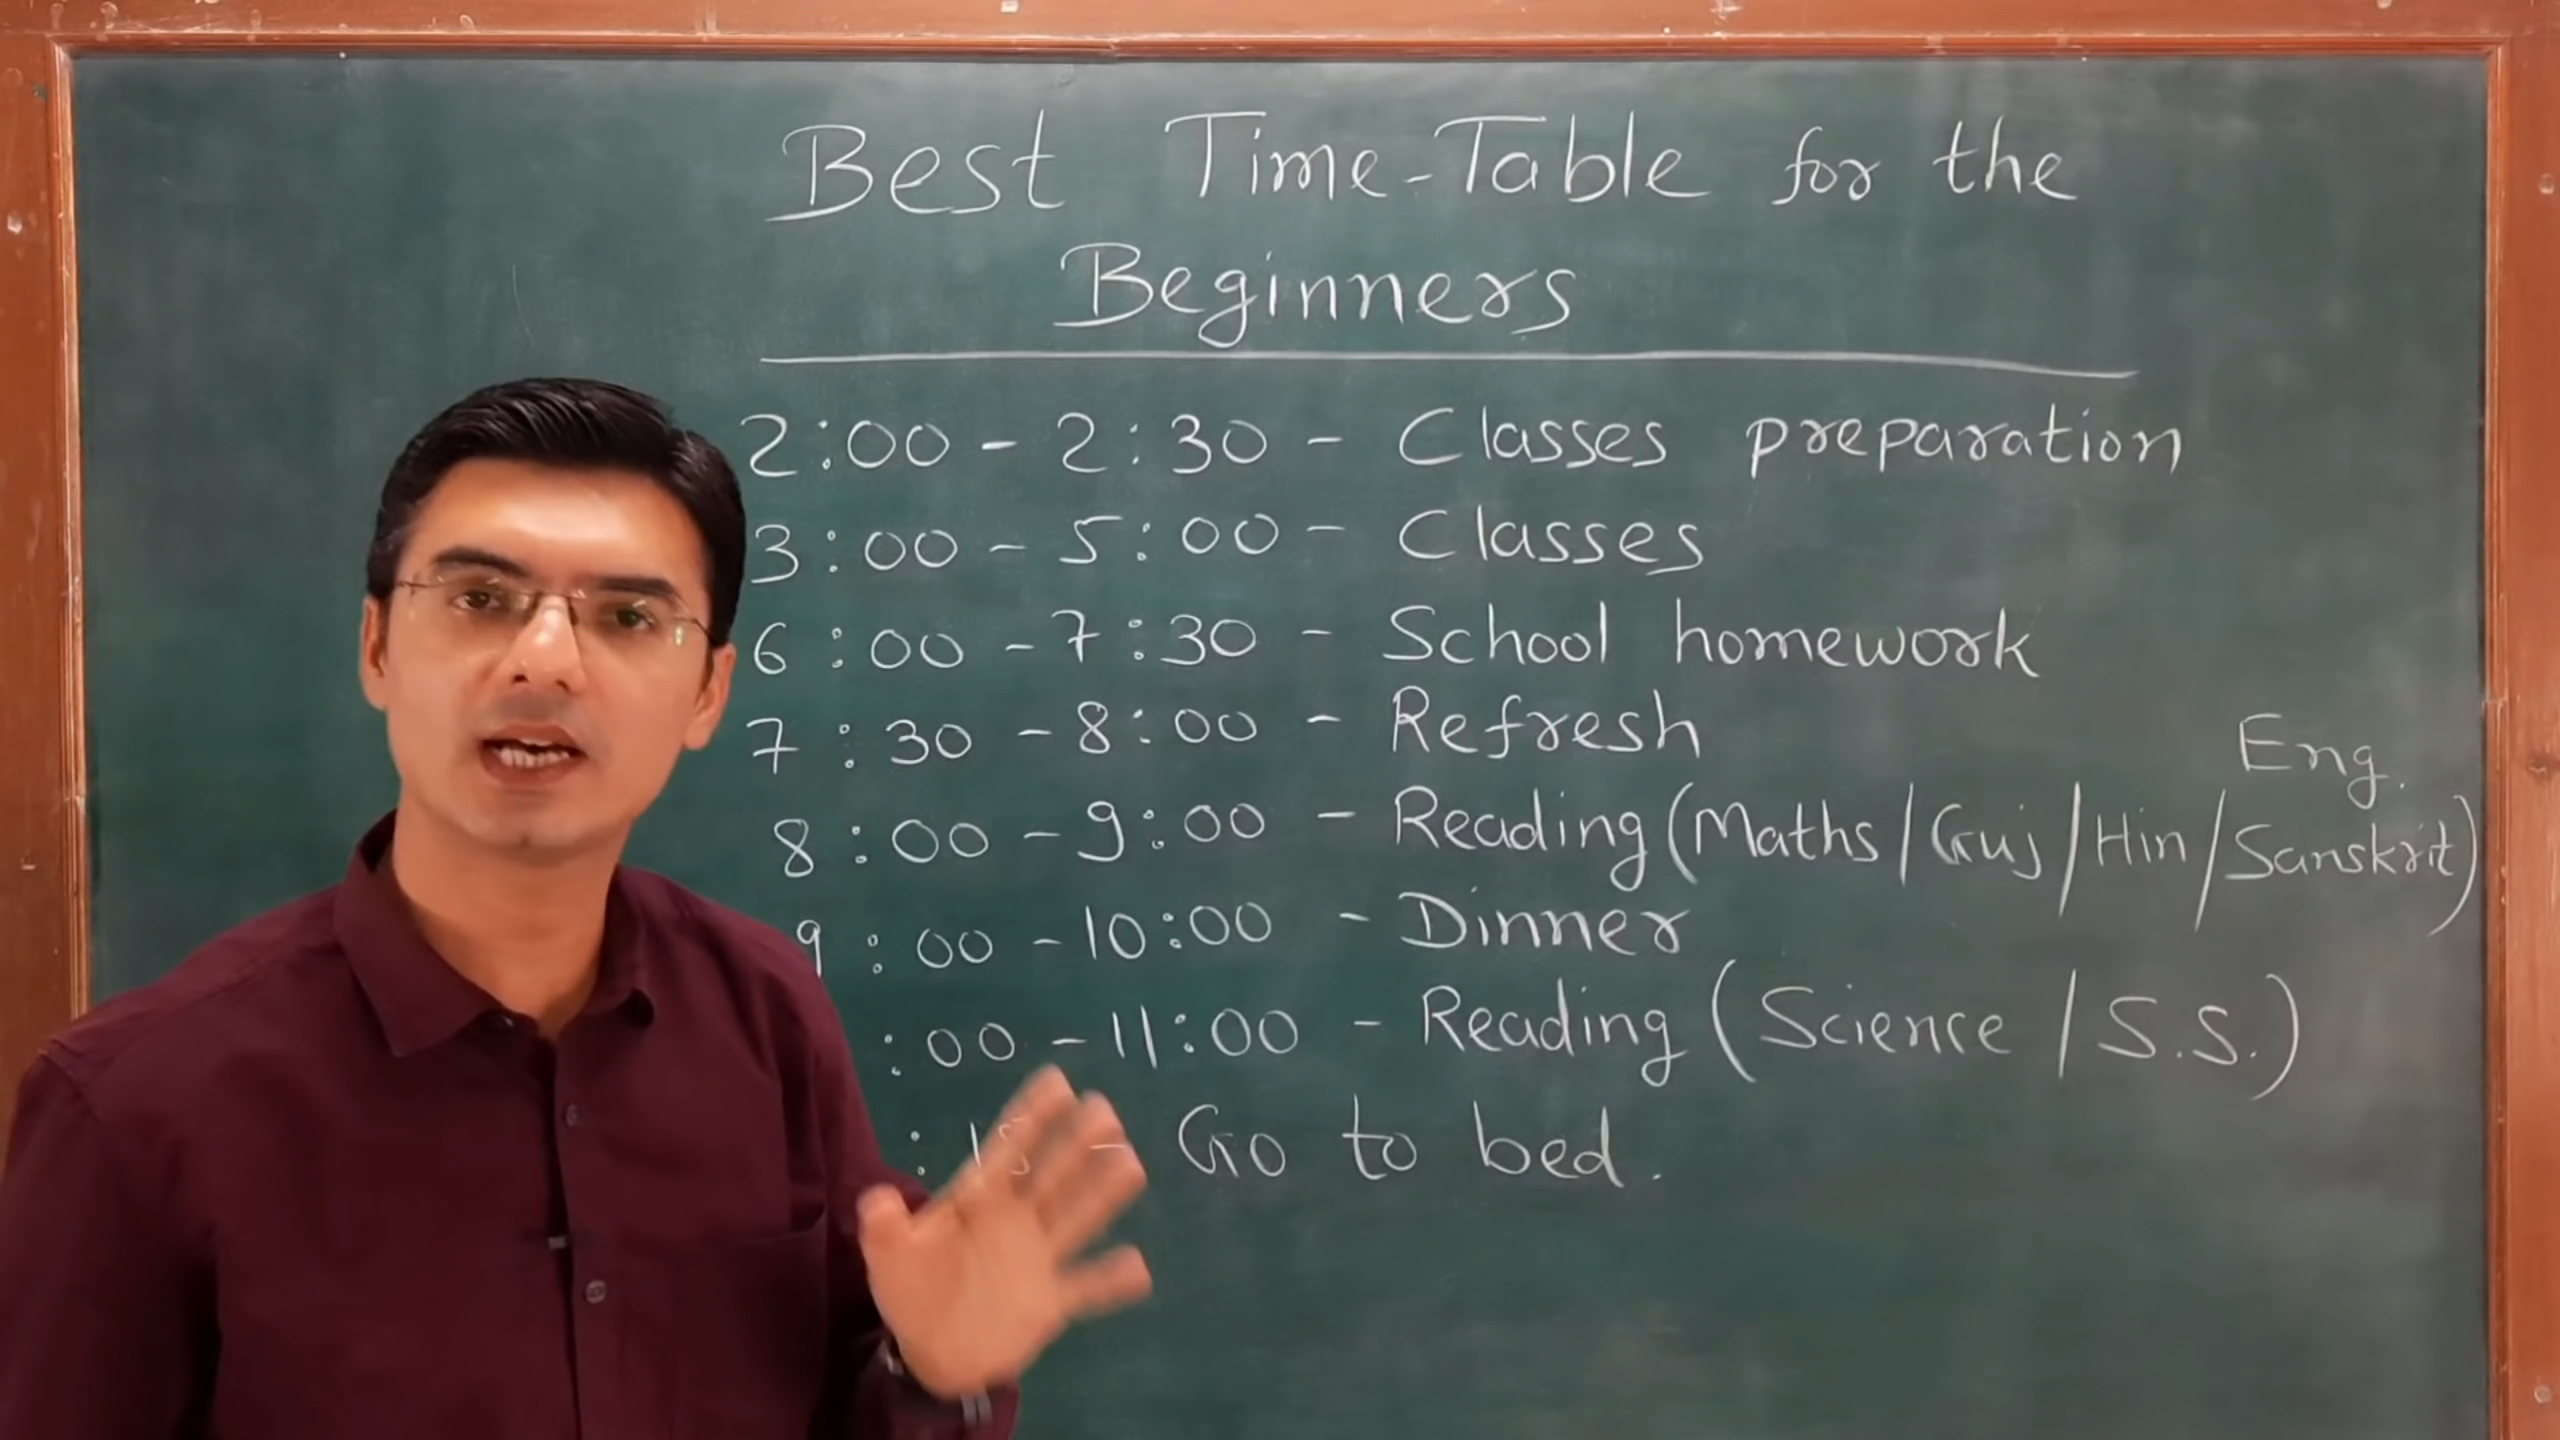 Best Time-Table for the
Beginners
2:00 - 2:30 - Classes preparation
3:00 - 5:00 - Classes
6:00 - 7:30 - School homework
7:30 - 8:00 - Refresh
Eng.
8:00 - 9:00 - Reading (Maths/Guj/Hin/Sanskrit)
9:00 - 10:00 - Dinner
:00 - 11:00 - Reading (Science/S.S.)
:15 - Go to bed.